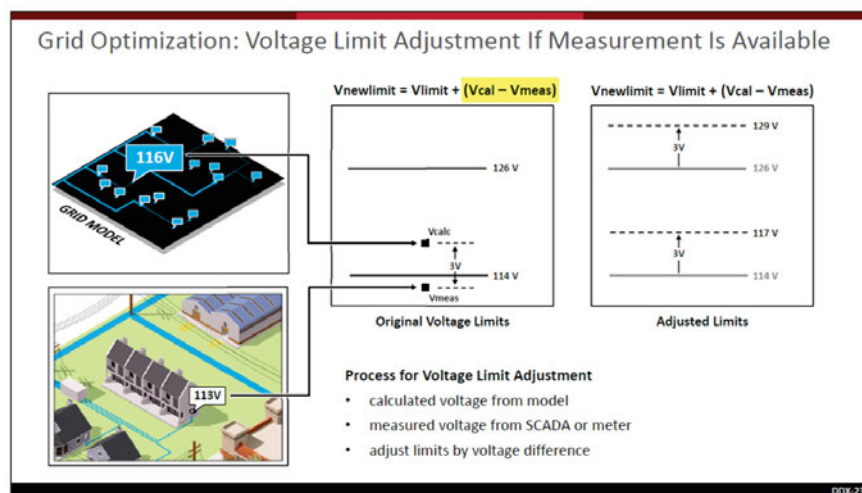 Grid Optimization: Voltage Limit Adjustment If Measurement Is Available
116V
GRID MODEL
113V
Vnewlimit = Vlimit + (Vcal – Vmeas)
126 V
Vcalc
3V
114 V
Vmeas
Original Voltage Limits
Vnewlimit = Vlimit + (Vcal – Vmeas)
129 V
3V
126 V
117 V
3V
114 V
Adjusted Limits
Process for Voltage Limit Adjustment
• calculated voltage from model
• measured voltage from SCADA or meter
• adjust limits by voltage difference